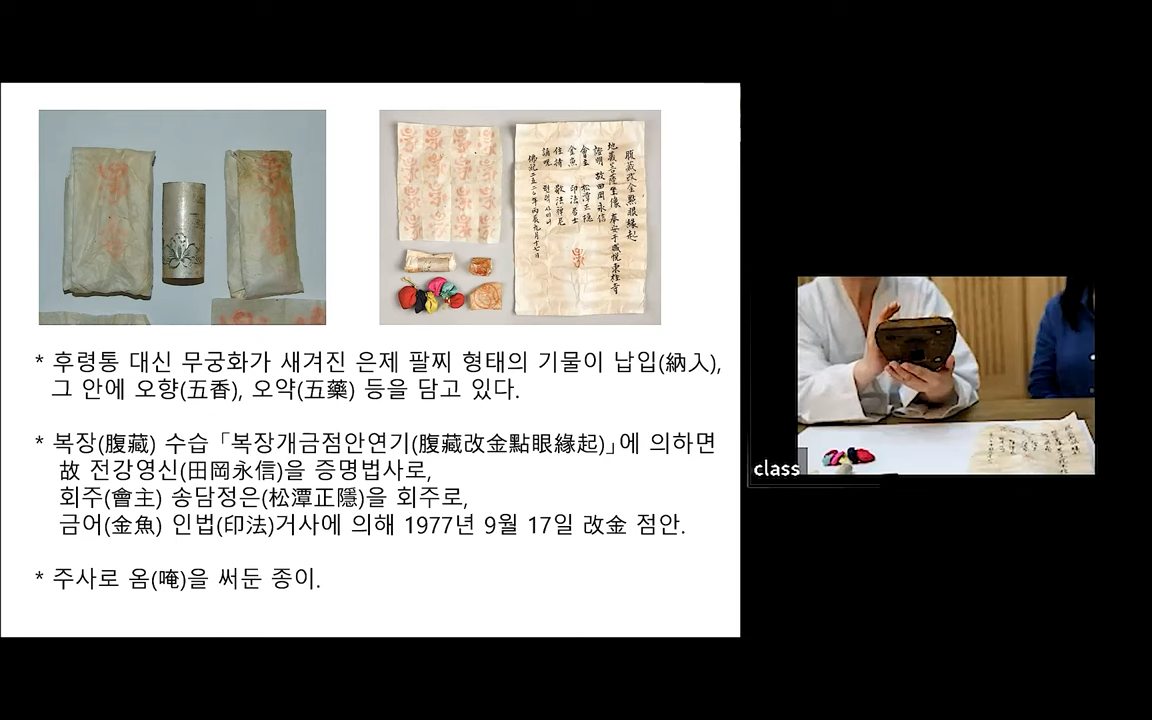 腹藏改金點眼緣起
* 후령통 대신 무궁화가 새겨진 은제 팔찌 형태의 기물이 납입(納入),
그 안에 오향(五香), 오약(五藥) 등을 담고 있다.
* 복장(腹藏) 수습 「복장개금점안연기(腹藏改金點眼緣起)」에 의하면
故 전강영신(田岡永信)을 증명법사로,
회주(會主) 송담정은(松潭正隱)을 회주로,
금어(金魚) 인법(印法)거사에 의해 1977년 9월 17일 改金 점안.
* 주사로 옴(唵)을 써둔 종이.
class